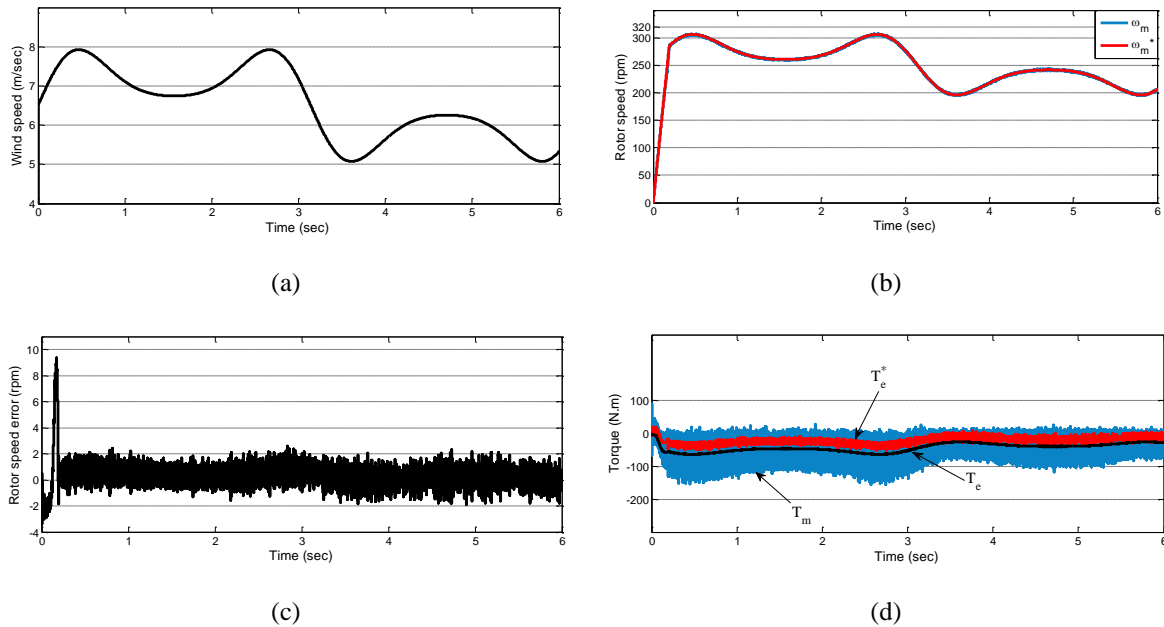 Wind speed (m/sec)
8
7
6
5
4
0 1 2 3 4 5 6
Time (sec)
(a)
Rotor speed (rpm)
320
300
250
200
150
100
50
0
ωm
ωm*
0 1 2 3 4 5 6
Time (sec)
(b)
Rotor speed error (rpm)
10
8
6
4
2
0
-2
-4
0 1 2 3 4 5 6
Time (sec)
(c)
Torque (N.m)
100
0
-100
-200
Te*
Te
Tm
0 1 2 3 4 5 6
Time (sec)
(d)